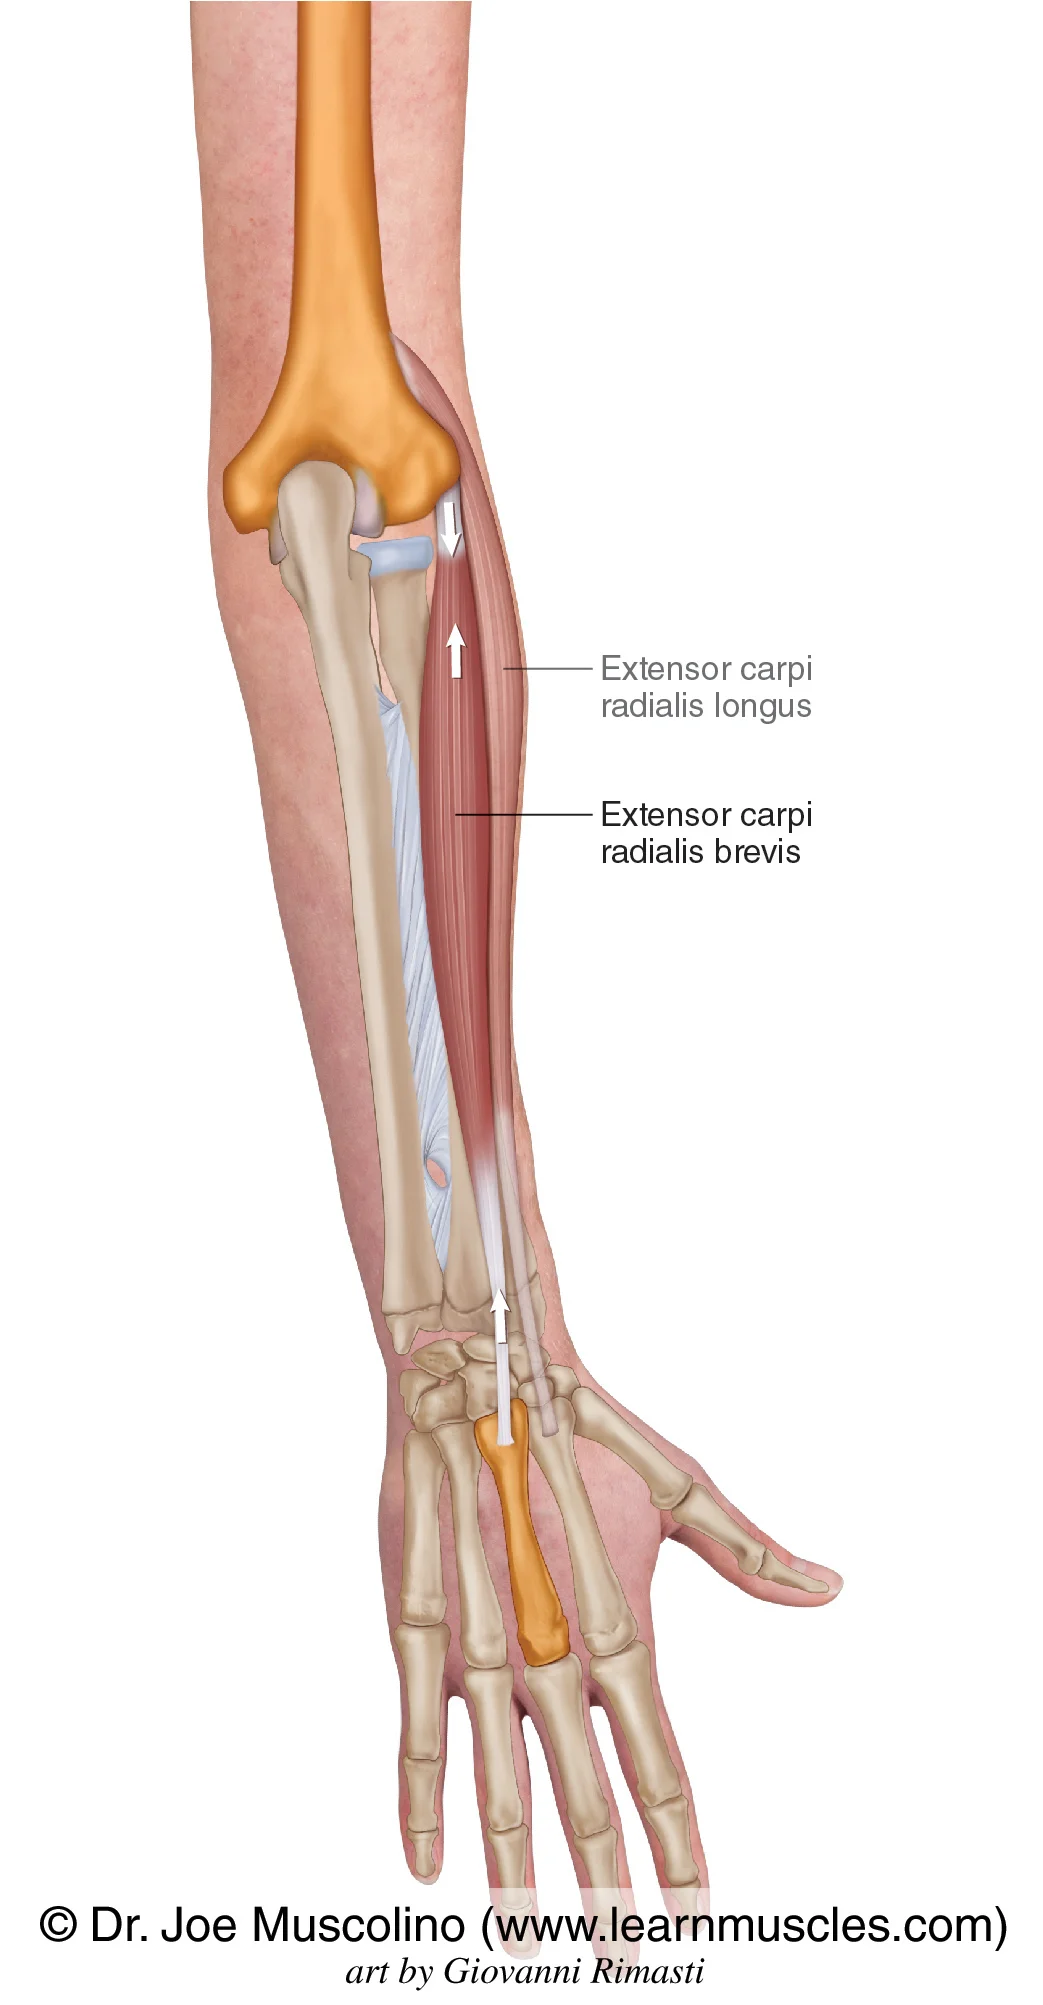 Extensor carpi
radialis longus
Extensor carpi
radialis brevis
© Dr. Joe Muscolino (www.learnmuscles.com)
art by Giovanni Rimasti